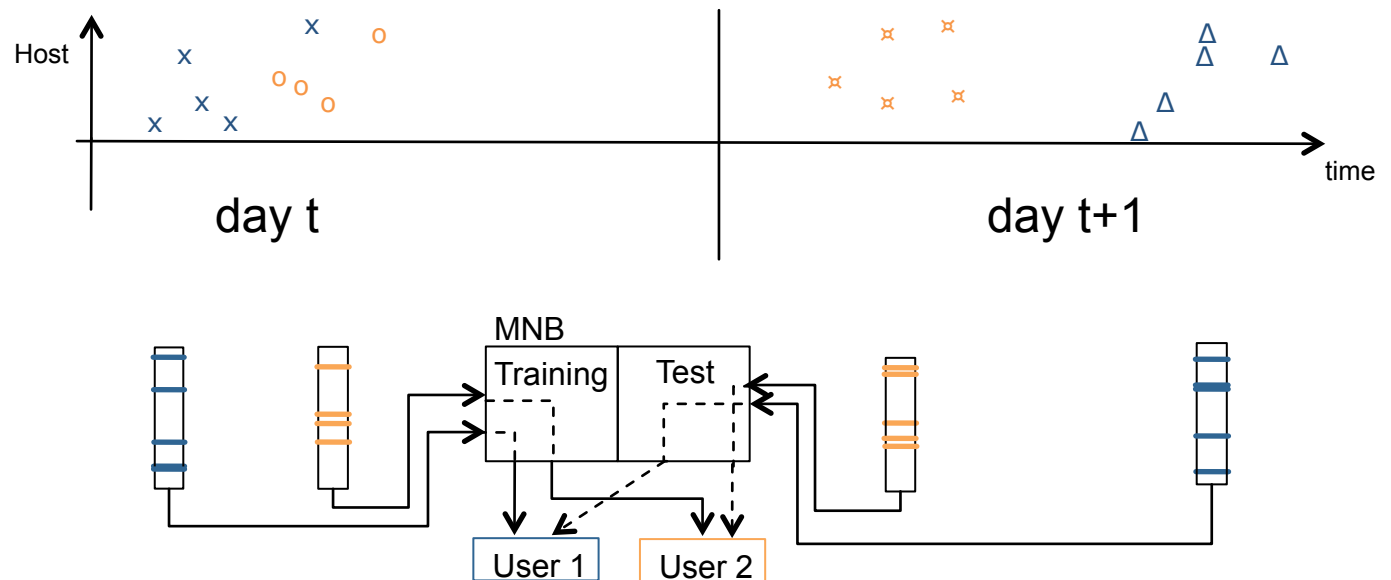 Host
x
x
x
x
x
o
o
o
o
¤
¤
¤
¤
¤
Δ
Δ
Δ
Δ
Δ
time
day t
day t+1
MNB
Training
Test
User 1
User 2